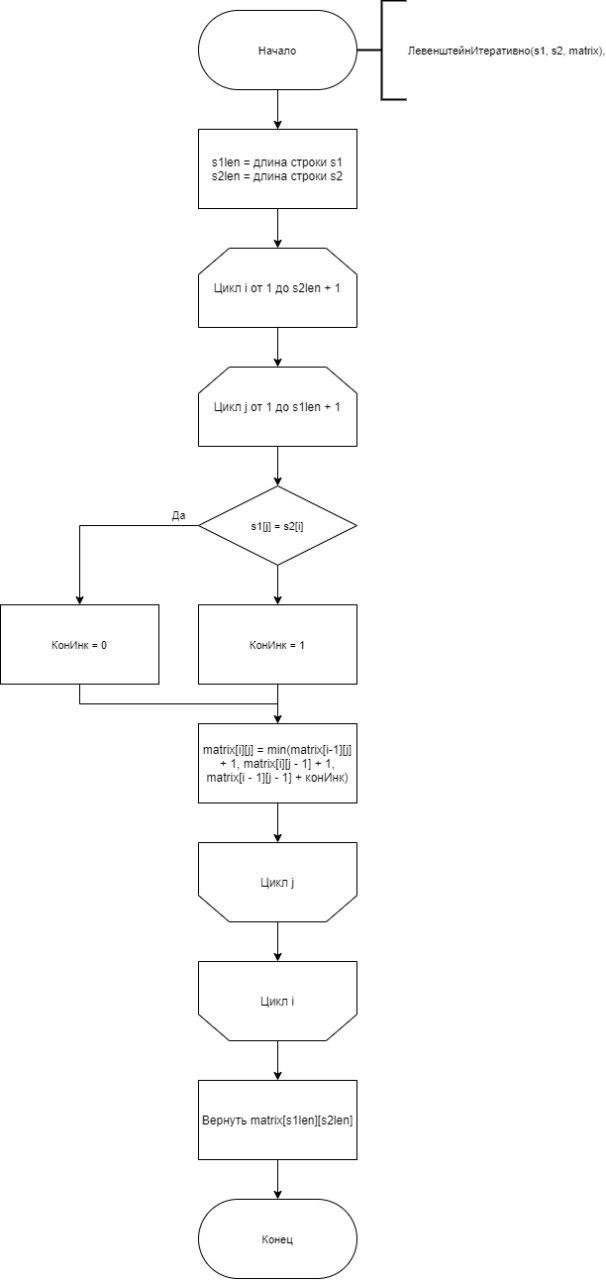 Начало
ЛевенштейнИтеративно(s1, s2, matrix),
s1len = длина строки s1
s2len = длина строки s2
Цикл i от 1 до s2len + 1
Цикл j от 1 до s1len + 1
s1[j] = s2[i]
Да
КонИнк = 0
КонИнк = 1
matrix[i][j] = min(matrix[i-1][j]
+ 1, matrix[i][j - 1] + 1,
matrix[i - 1][j - 1] + конИнк)
Цикл j
Цикл i
Вернуть matrix[s1len][s2len]
Конец